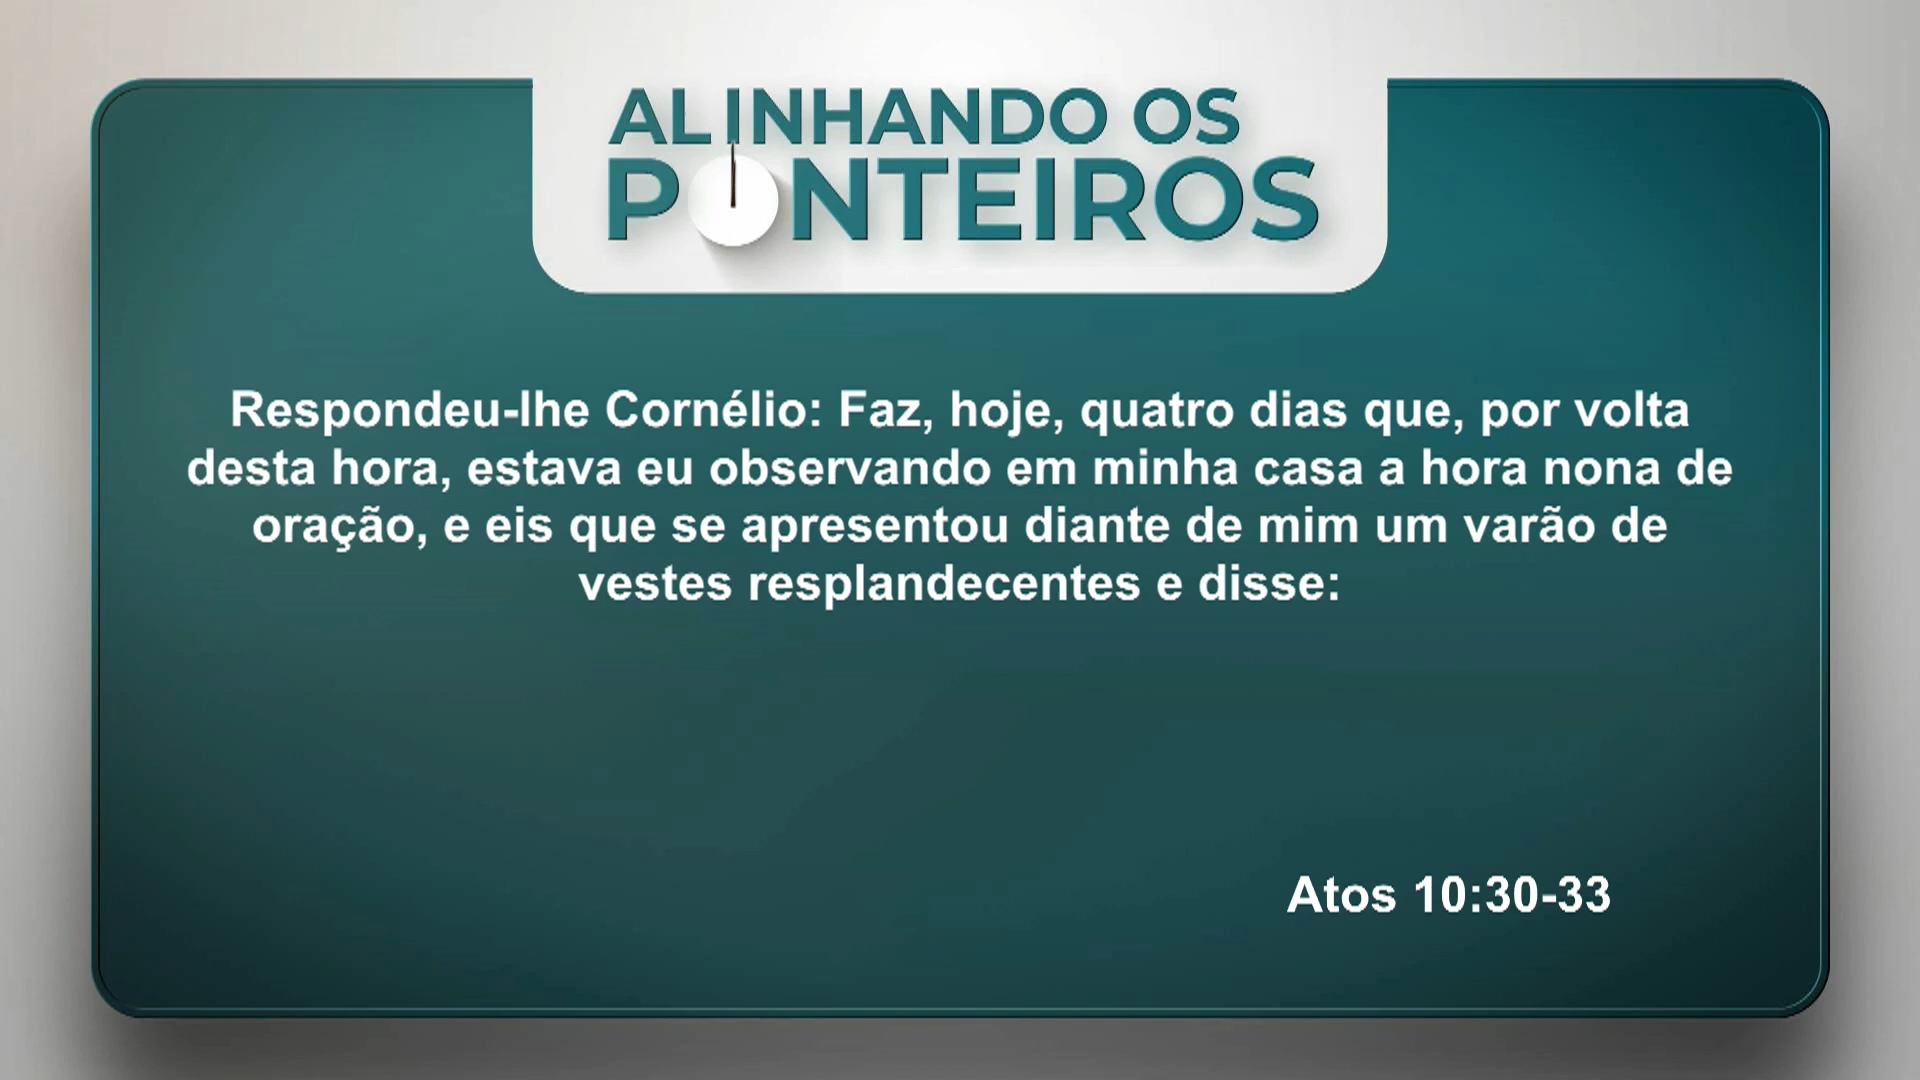 ALINHANDO OS
PONTEIROS
Respondeu-lhe Cornélio: Faz, hoje, quatro dias que, por volta
desta hora, estava eu observando em minha casa a hora nona de
oração, e eis que se apresentou diante de mim um varão de
vestes resplandecentes e disse:
Atos 10:30-33